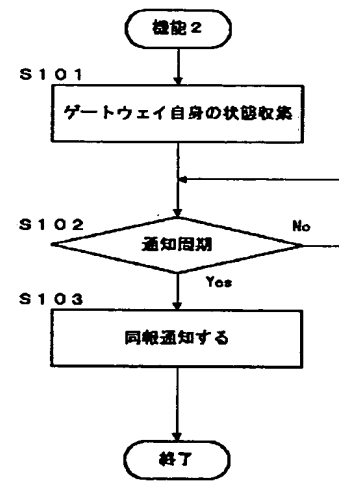 機能2
S101
ゲートウェイ自身の状態収集
S102
通知周期
No
Yes
S103
同報通知する
終了